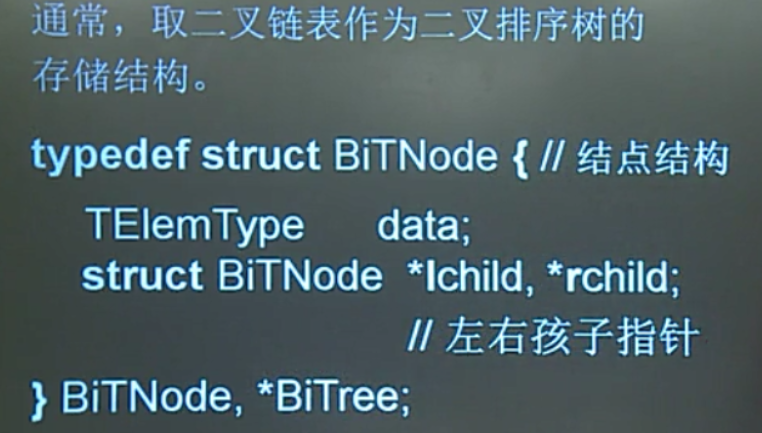 通常，取二叉链表作为二叉排序树的
存储结构。
typedef struct BiTNode { // 结点结构
TElemType data;
struct BiTNode *lchild, *rchild;
// 左右孩子指针
} BiTNode, *BiTree;